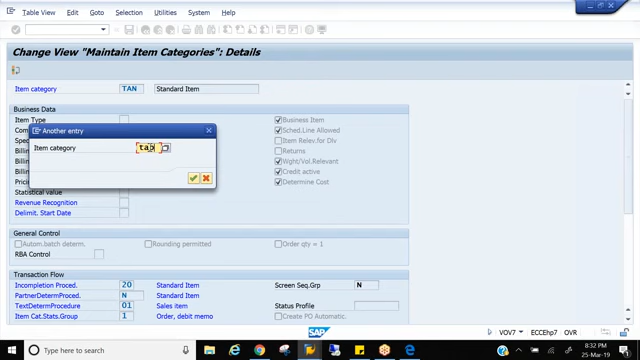 Table View Edit Goto Selection Utilities System Help
Change View "Maintain Item Categories": Details
Item category TAN Standard Item
Business Data
Item Type
Business Item
Another entry
Sched.Line Allowed
Item Relev.for Dlv
Item category
Returns
Wght/Vol.Relevant
Credit active
Determine Cost
Statistical value
Revenue Recognition
Delimit. Start Date
General Control
Autom.batch determ. Rounding permitted Order qty = 1
RBA Control
Transaction Flow
Incompletion Proced. 20 Standard Item Screen Seq.Grp N
PartnerDetermProced. N Standard Item
TextDetermProcedure 01 Sales item Status Profile
Item Cat.Stats.Group 1 Order, debit memo Create PO Automatic.
SAP VOV7 ECCEhp7 OVR
Type here to search 8:32 PM
25-Mar-19